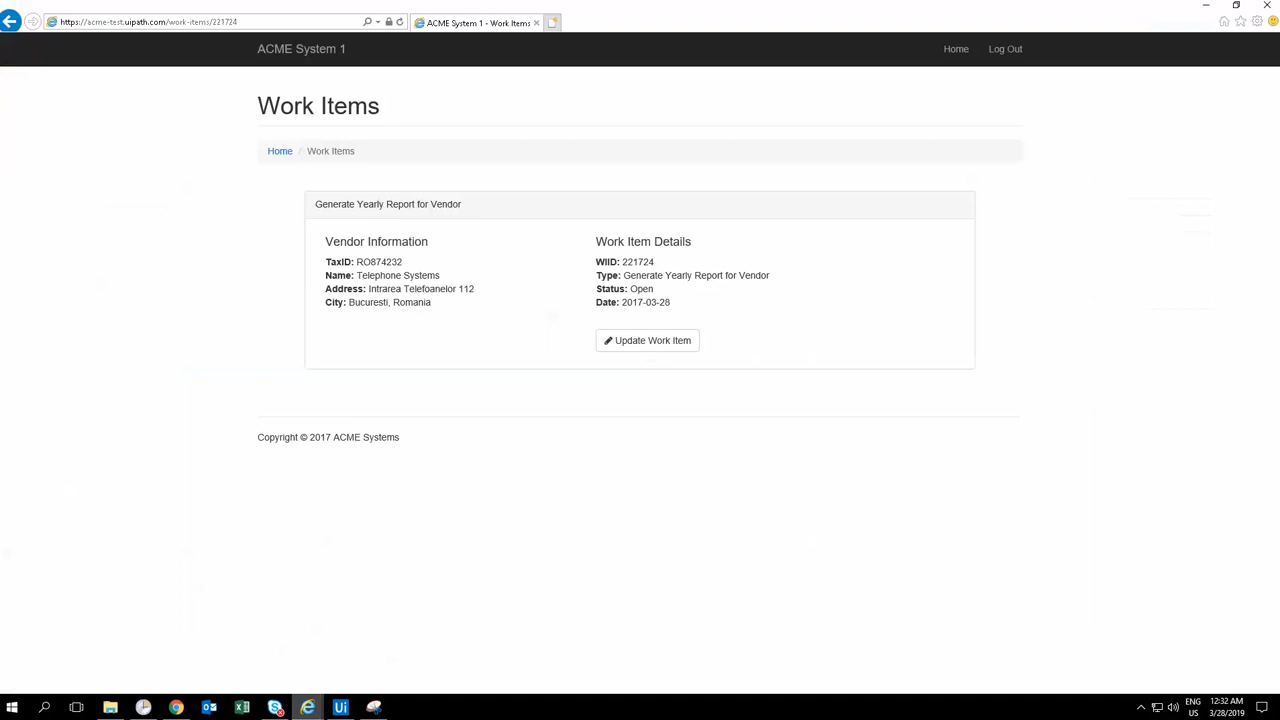 https://acme-test.uipath.com/work-items/221724
ACME System 1 - Work Items
ACME System 1
Home
Log Out
Work Items
Home / Work Items
Generate Yearly Report for Vendor
Vendor Information
TaxID: RO874232
Name: Telephone Systems
Address: Intrarea Telefoanelor 112
City: Bucuresti, Romania
Work Item Details
WIID: 221724
Type: Generate Yearly Report for Vendor
Status: Open
Date: 2017-03-28
Update Work Item
Copyright © 2017 ACME Systems
Ui
ENG
US
12:32 AM
3/28/2019